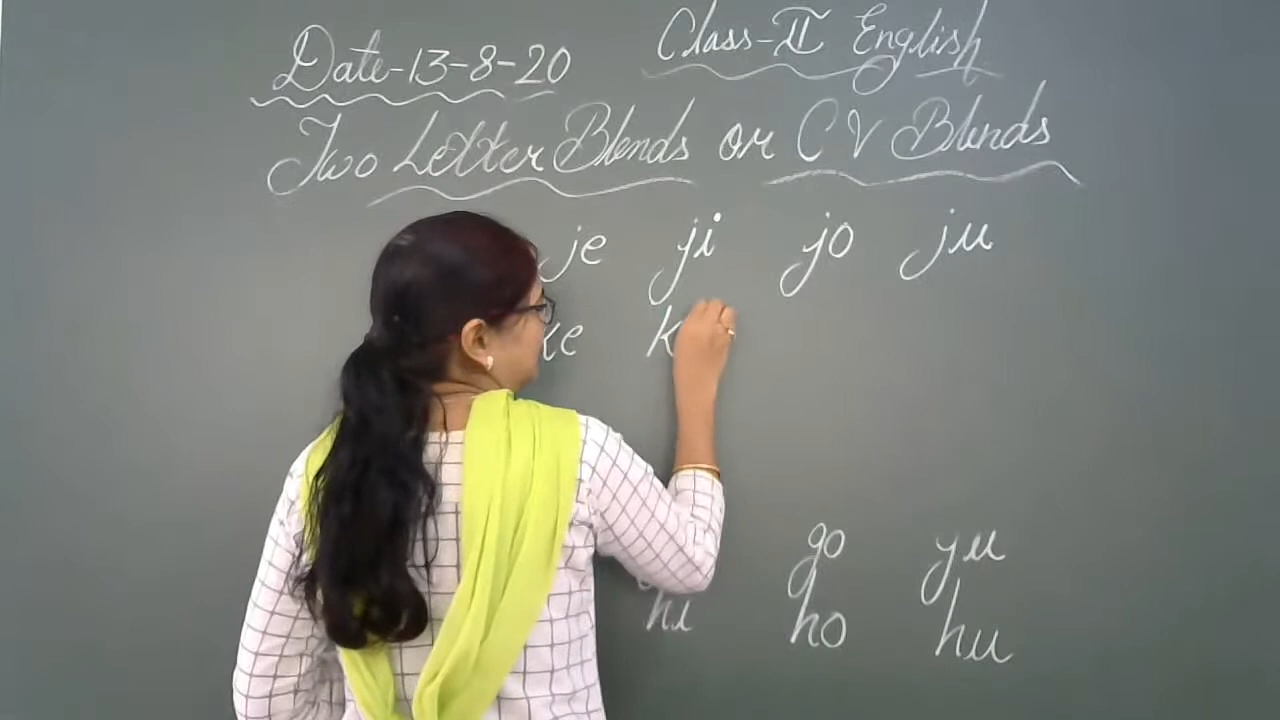 Date-13-8-20 Class-II English
Two Letter Blends or CV Blends
je ji jo ju
ke k
go yu
hi ho hu